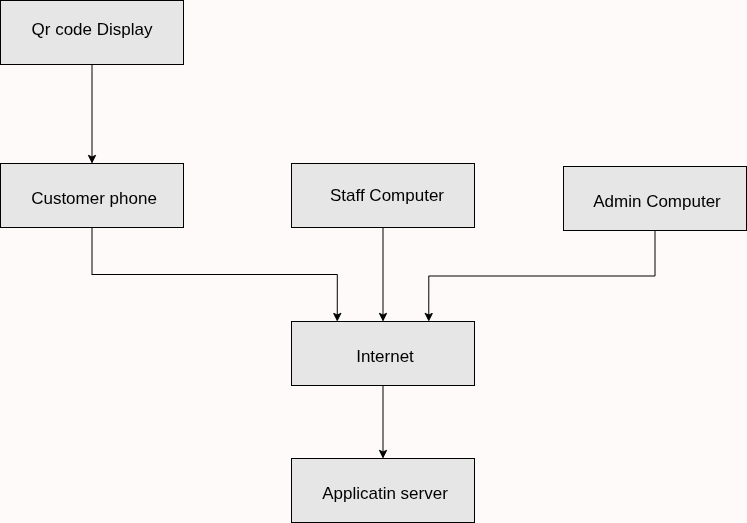 Qr code Display
Customer phone
Staff Computer
Admin Computer
Internet
Applicatin server